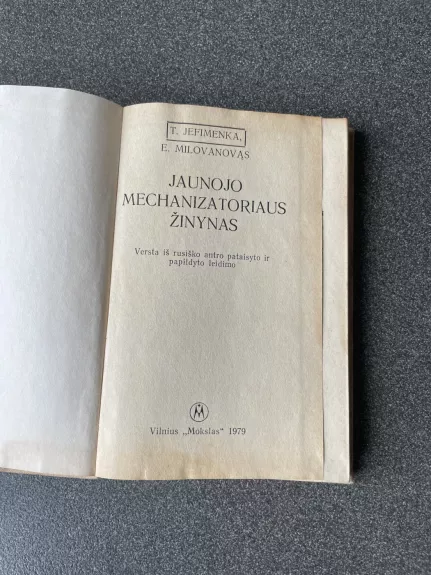 T. JEFIMENKA,
E. MILOVANOVAS
JAUNOJO
MECHANIZATORIAUS
ŽINYNAS
Versta iš rusiško antro pataisyto ir
papildyto leidimo
M
Vilnius „Mokslas“ 1979